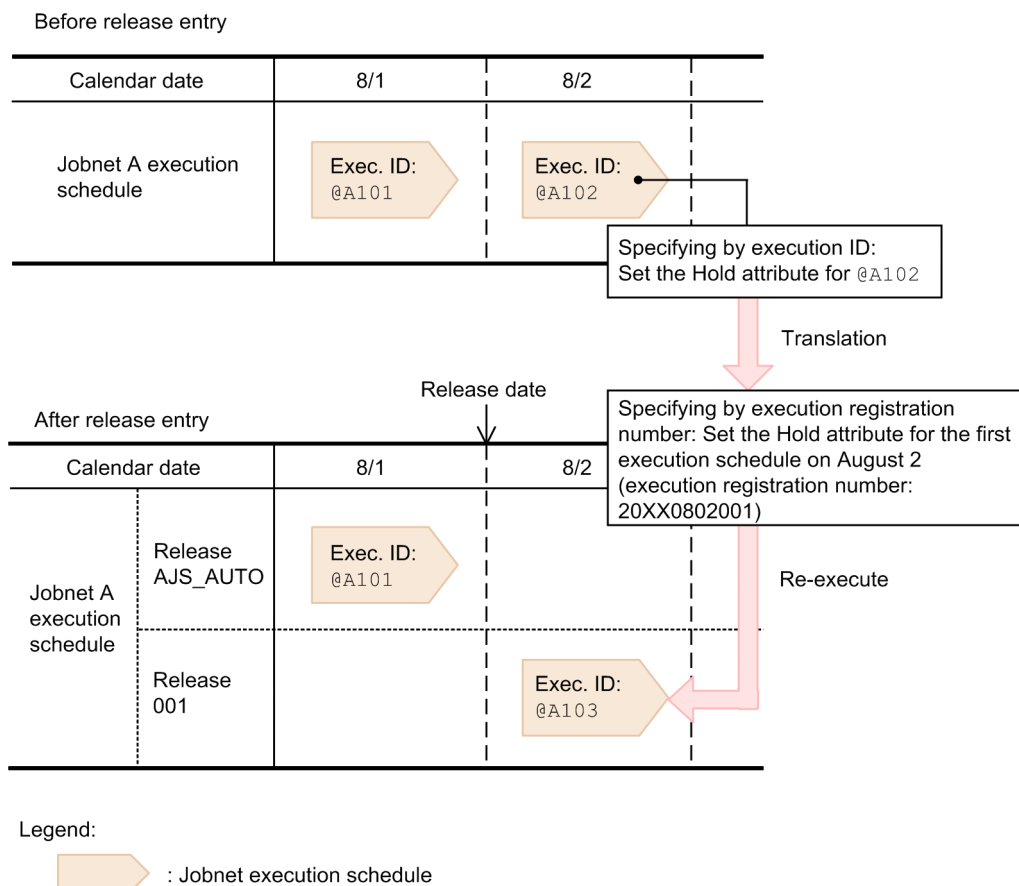 Before release entry
Calendar date 8/1 8/2
Jobnet A execution
schedule
Exec. ID:
@A101
Exec. ID:
@A102
Specifying by execution ID:
Set the Hold attribute for @A102
Translation
Release date
After release entry
Specifying by execution registration
number: Set the Hold attribute for the first
execution schedule on August 2
(execution registration number:
20XX0802001)
Calendar date 8/1 8/2
Jobnet A
execution
schedule
Release
AJS_AUTO
Exec. ID:
@A101
Re-execute
Release
001
Exec. ID:
@A103
Legend:
: Jobnet execution schedule